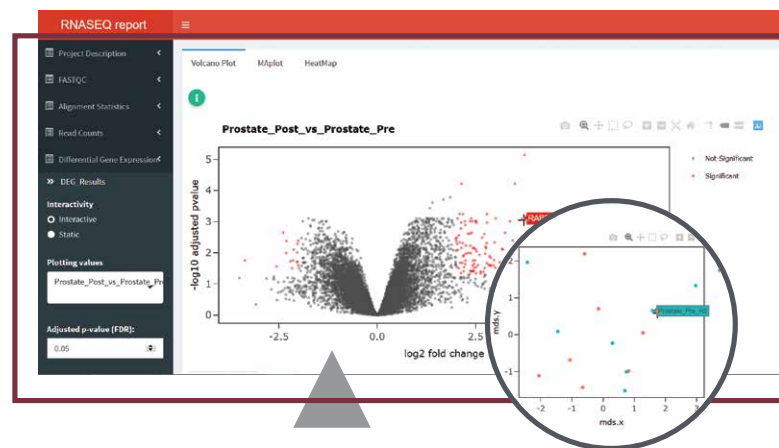 RNASEQ report
Project Description
FASTQC
Alignment Statistics
Read Counts
Differential Gene Expression
DEG_Results
Interactivity
Interactive
Static
Plotting values
Prostate_Post_vs_Prostate_Pre
Adjusted p-value (FDR):
0.05
Volcano Plot MAplot HeatMap
i
Prostate_Post_vs_Prostate_Pre
Not-Significant
Significant
-log10 adjusted pvalue
5
4
3
2
1
0
-2.5 0.0 2.5
log2 fold change
mds.y
2
1
0
-1
Prostate_Pre
-2 -1 0 1 2 3
mds.x